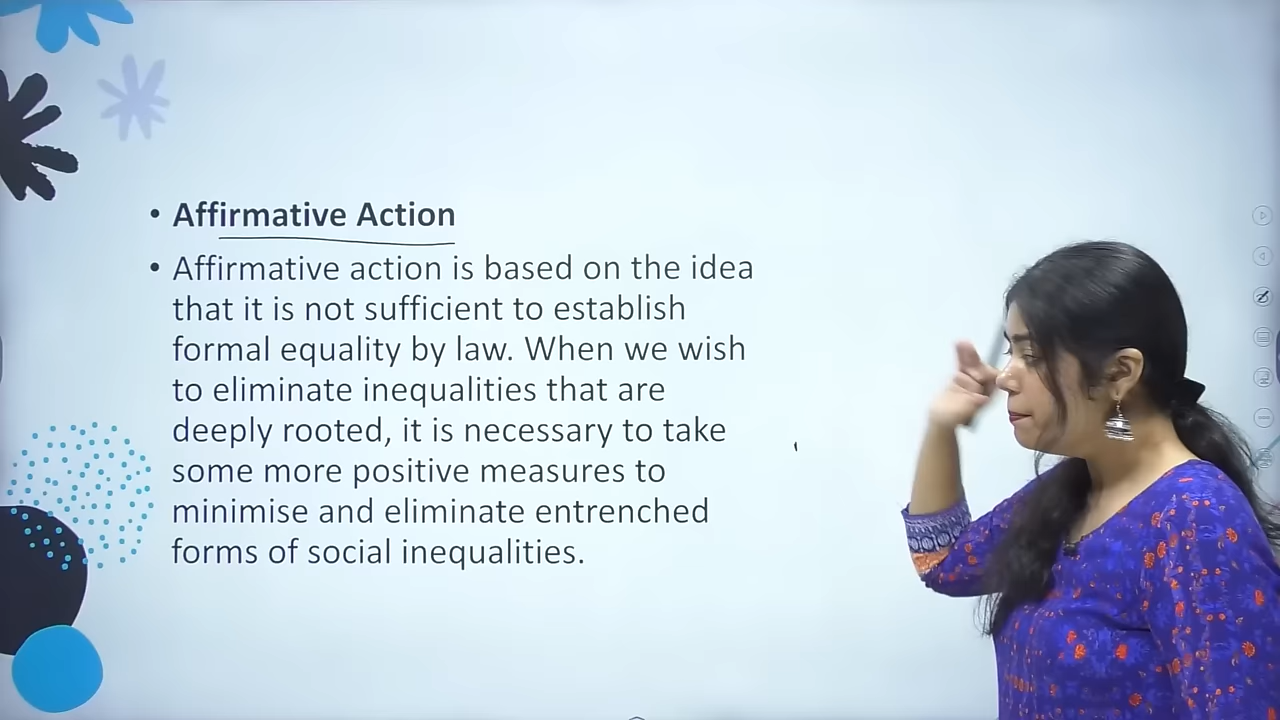 • Affirmative Action
• Affirmative action is based on the idea
that it is not sufficient to establish
formal equality by law. When we wish
to eliminate inequalities that are
deeply rooted, it is necessary to take
some more positive measures to
minimise and eliminate entrenched
forms of social inequalities.